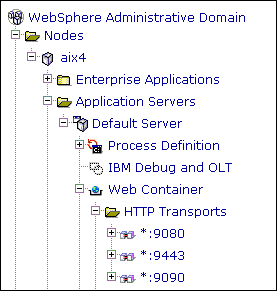 WebSphere Administrative Domain
Nodes
aix4
Enterprise Applications
Application Servers
Default Server
Process Definition
IBM Debug and OLT
Web Container
HTTP Transports
*:9080
*:9443
*:9090